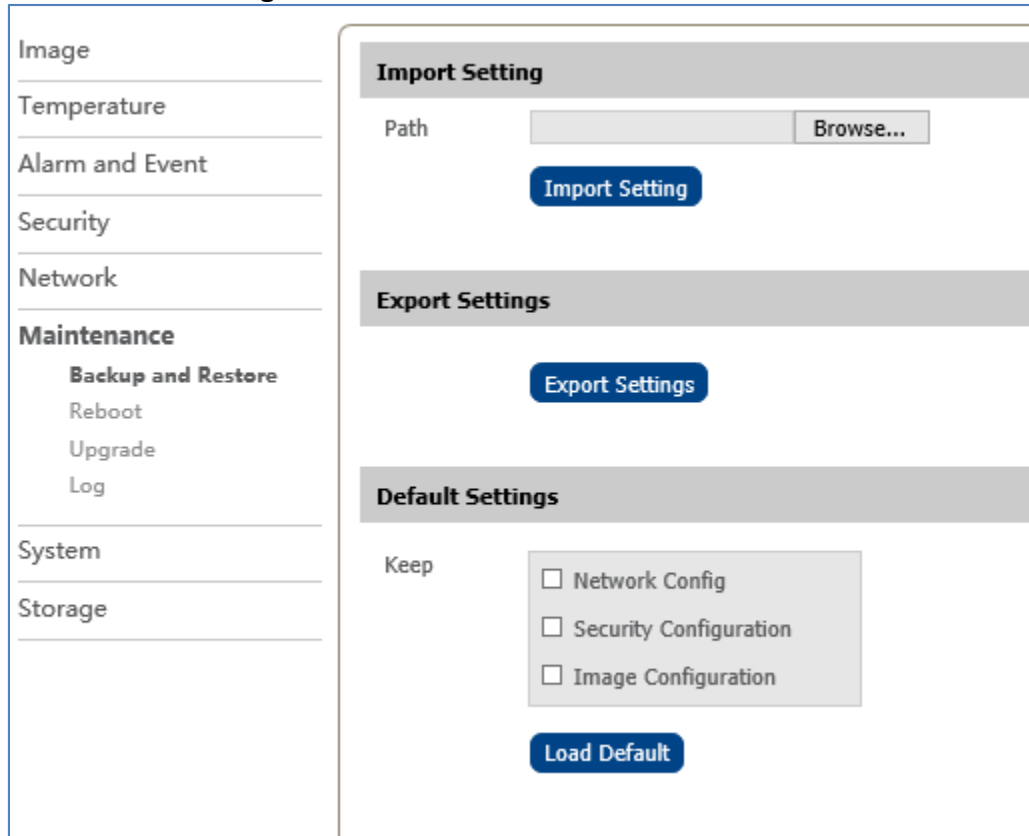 Image
Temperature
Alarm and Event
Security
Network
Maintenance
Backup and Restore
Reboot
Upgrade
Log
System
Storage
Import Setting
Path Browse...
Import Setting
Export Settings
Export Settings
Default Settings
Keep
Network Config
Security Configuration
Image Configuration
Load Default